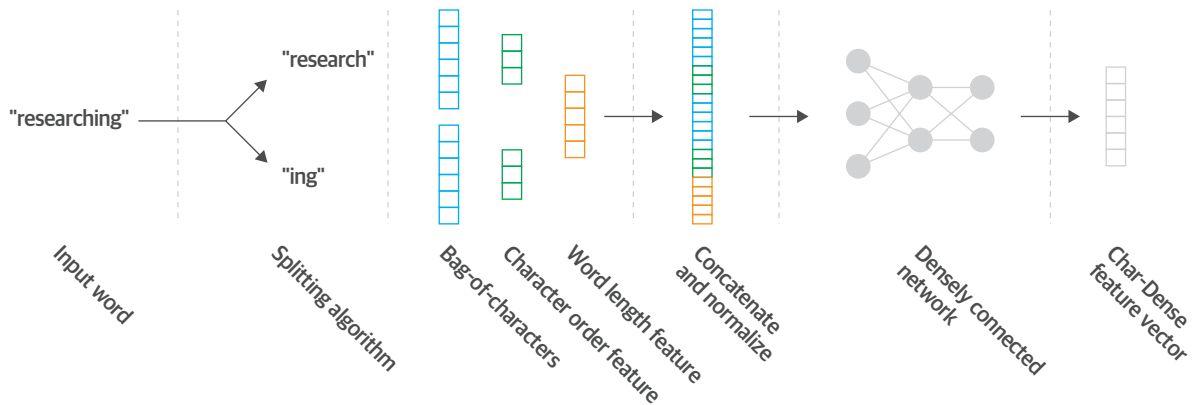 "researching"
"research"
"ing"
Input word
Splitting algorithm
Bag-of-characters
Character order feature
Word length feature
Concatenate
and normalize
Densely connected
network
Char-Dense
feature vector